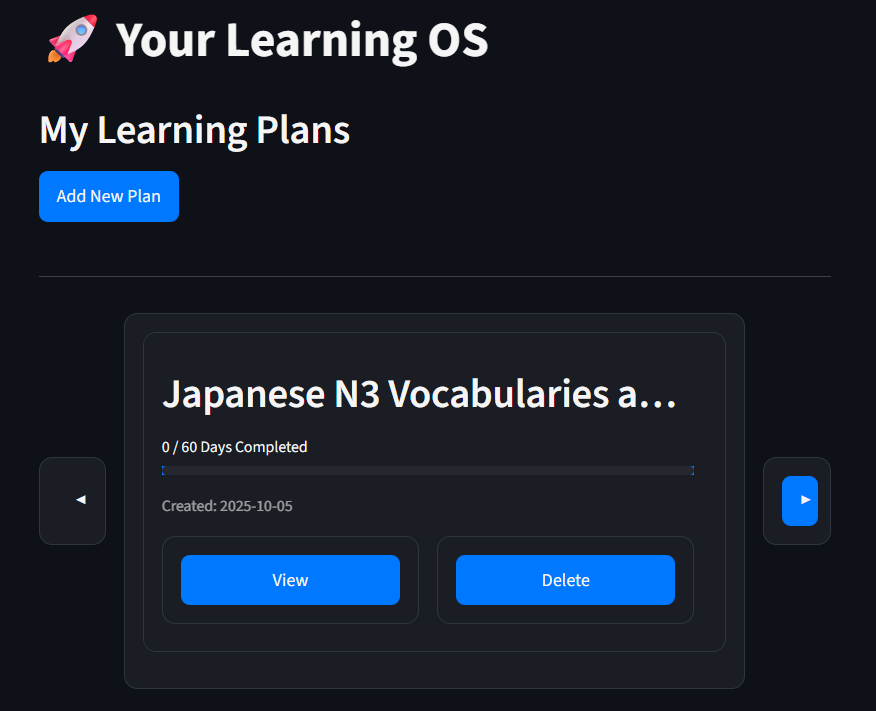 🚀 Your Learning OS
My Learning Plans
Add New Plan
Japanese N3 Vocabularies a...
0 / 60 Days Completed
◄ ►
Created: 2025-10-05
View Delete